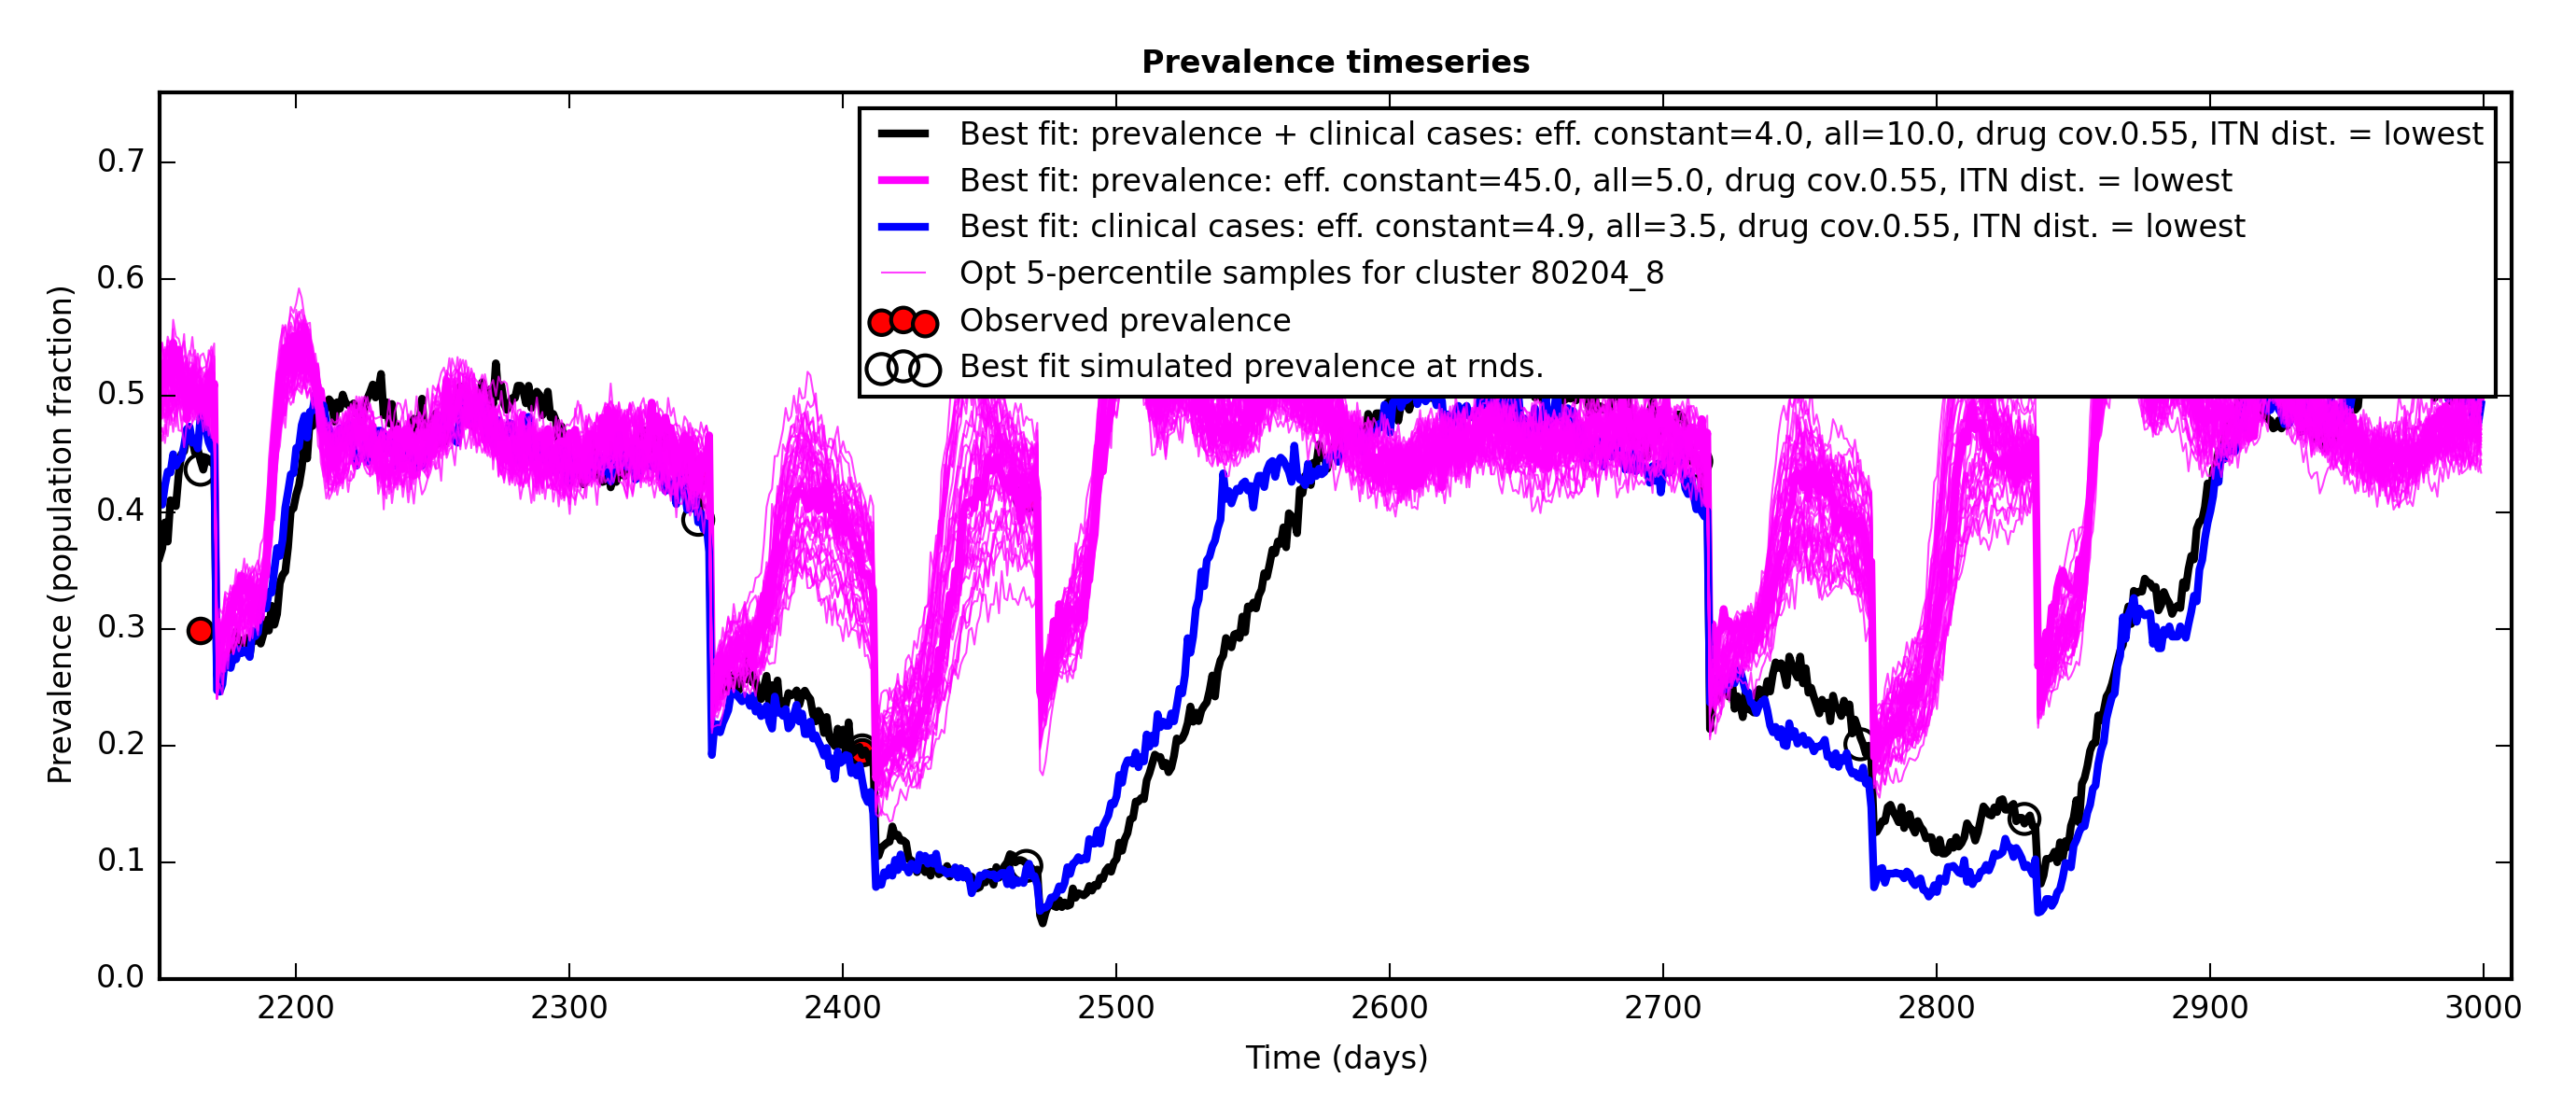 Prevalence timeseries
Best fit: prevalence + clinical cases: eff. constant=4.0, all=10.0, drug cov.0.55, ITN dist. = lowest
Best fit: prevalence: eff. constant=45.0, all=5.0, drug cov.0.55, ITN dist. = lowest
Best fit: clinical cases: eff. constant=4.9, all=3.5, drug cov.0.55, ITN dist. = lowest
Opt 5-percentile samples for cluster 80204_8
Observed prevalence
Best fit simulated prevalence at rnds.
Prevalence (population fraction)
0.7
0.6
0.5
0.4
0.3
0.2
0.1
0.0
2200 2300 2400 2500 2600 2700 2800 2900 3000
Time (days)